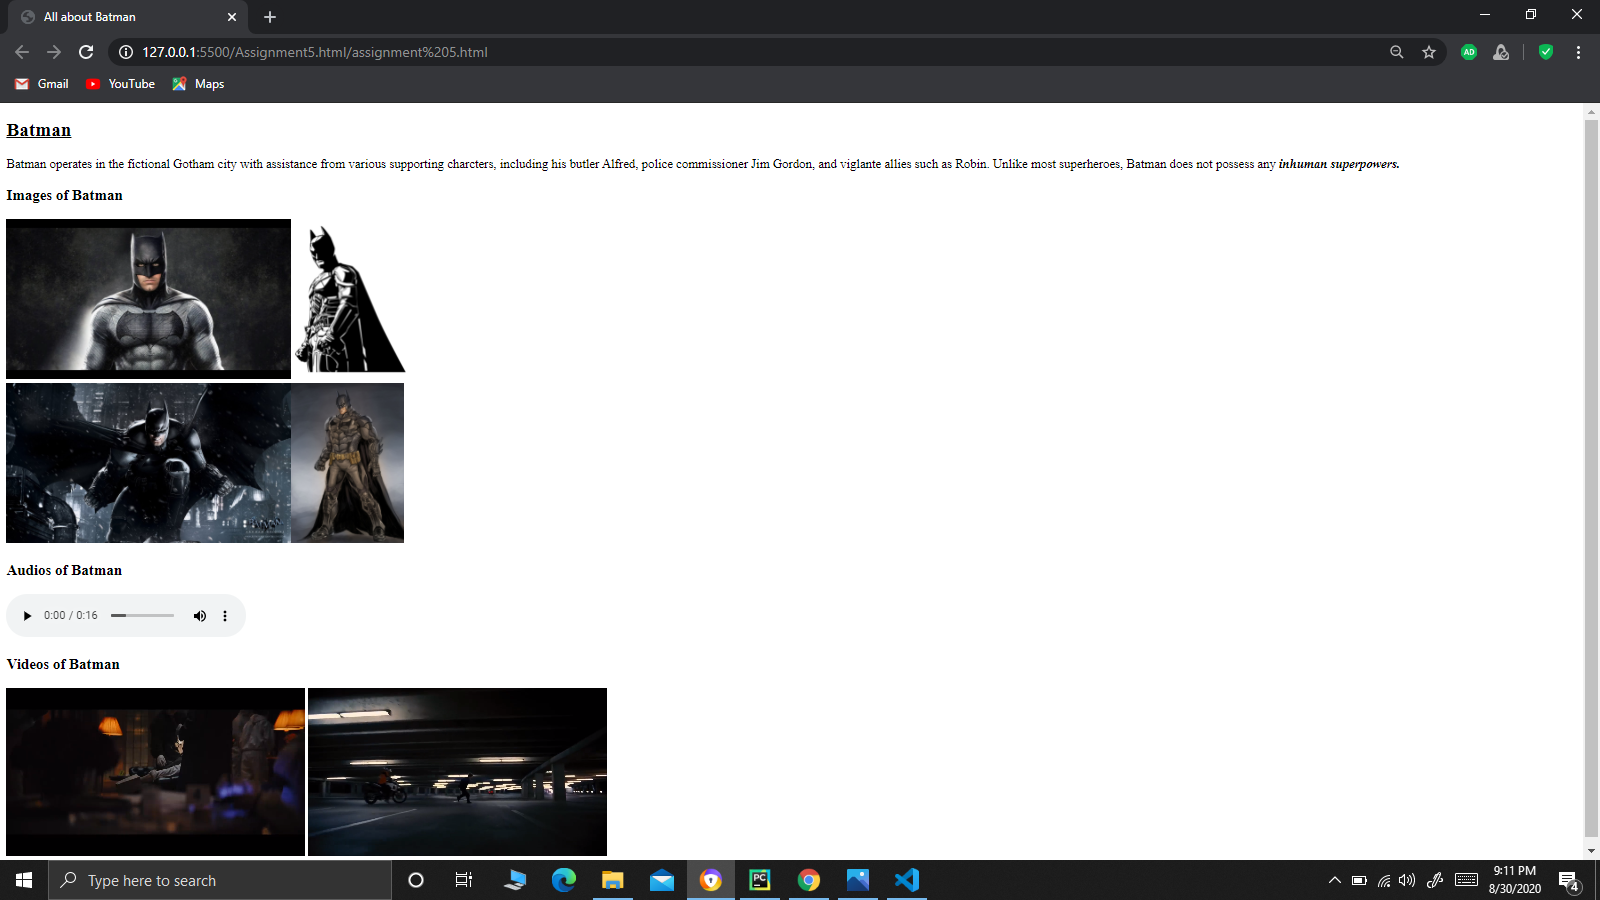 All about Batman
127.0.0.1:5500/Assignment5.html/assignment%205.html
AD
Gmail YouTube Maps
Batman
Batman operates in the fictional Gotham city with assistance from various supporting charcters, including his butler Alfred, police commissioner Jim Gordon, and viglante allies such as Robin. Unlike most superheroes, Batman does not possess any inhuman superpowers.
Images of Batman
Audios of Batman
0:00 / 0:16
Videos of Batman
Type here to search
PC
9:11 PM
8/30/2020
4